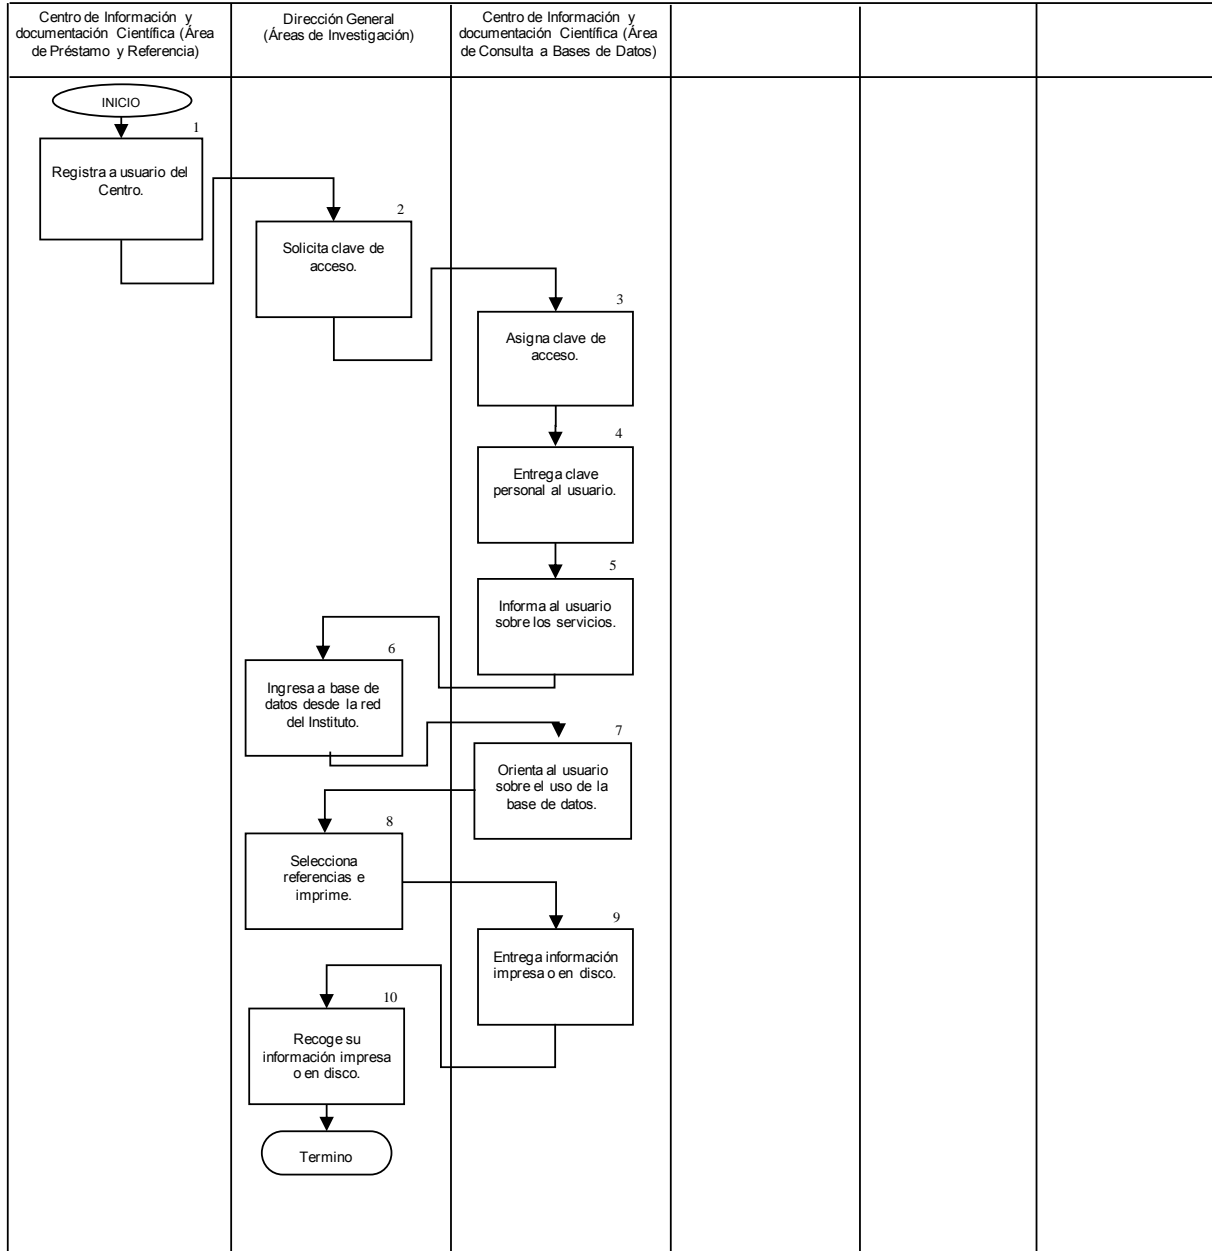 Centro de Información y
documentación Científica (Área
de Préstamo y Referencia)
Dirección General
(Áreas de Investigación)
Centro de Información y
documentación Científica (Área
de Consulta a Bases de Datos)
INICIO
1
Registra a usuario del
Centro.
2
Solicita clave de
acceso.
3
Asigna clave de
acceso.
4
Entrega clave
personal al usuario.
5
Informa al usuario
sobre los servicios.
6
Ingresa a base de
datos desde la red
del Instituto.
7
Orienta al usuario
sobre el uso de la
base de datos.
8
Selecciona
referencias e
imprime.
9
Entrega información
impresa o en disco.
10
Recoge su
información impresa
o en disco.
Termino